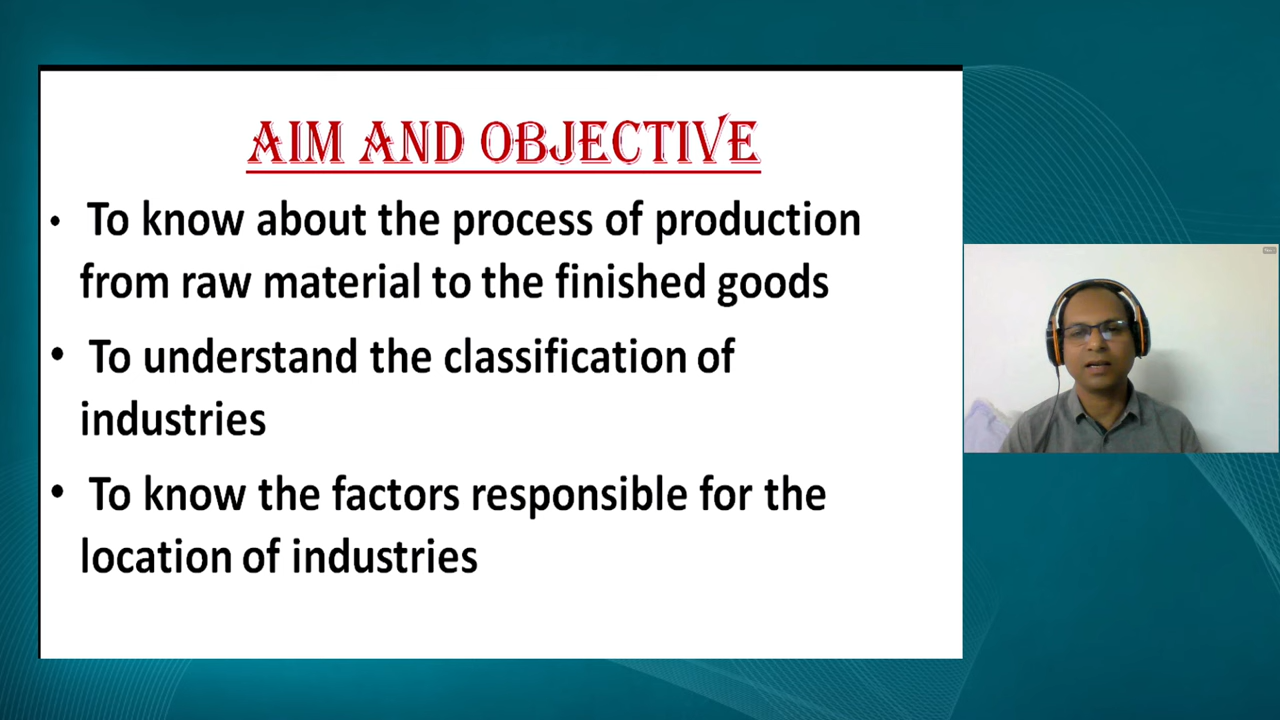 AIM AND OBJECTIVE
• To know about the process of production
from raw material to the finished goods
• To understand the classification of
industries
• To know the factors responsible for the
location of industries